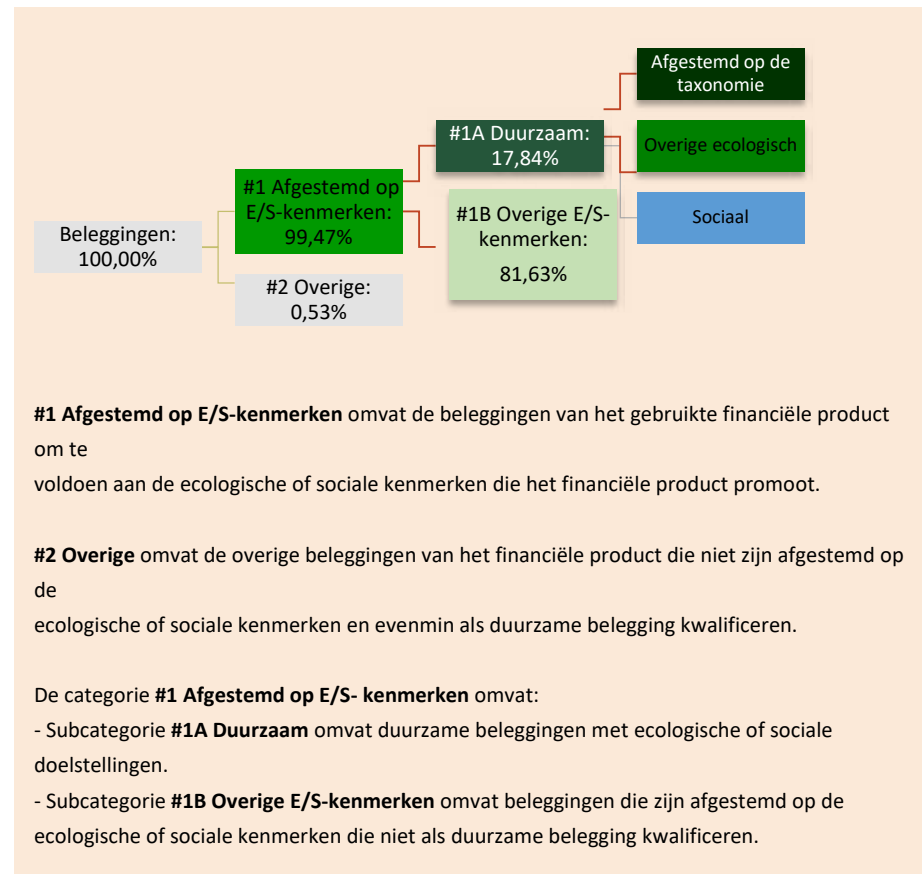 Afgestemd op de
taxonomie
#1A Duurzaam:
17,84%
Overige ecologisch
#1 Afgestemd op
E/S-kenmerken:
99,47%
#1B Overige E/S-
kenmerken:
81,63%
Sociaal
Beleggingen:
100,00%
#2 Overige:
0,53%
#1 Afgestemd op E/S-kenmerken omvat de beleggingen van het gebruikte financiële product
om te
voldoen aan de ecologische of sociale kenmerken die het financiële product promoot.
#2 Overige omvat de overige beleggingen van het financiële product die niet zijn afgestemd op
de
ecologische of sociale kenmerken en evenmin als duurzame belegging kwalificeren.
De categorie #1 Afgestemd op E/S- kenmerken omvat:
- Subcategorie #1A Duurzaam omvat duurzame beleggingen met ecologische of sociale
doelstellingen.
- Subcategorie #1B Overige E/S-kenmerken omvat beleggingen die zijn afgestemd op de
ecologische of sociale kenmerken die niet als duurzame belegging kwalificeren.